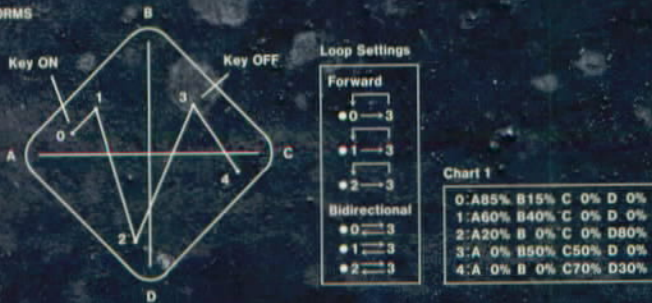 ORMS
B
Key ON
Key OFF
1
3
0
A
C
4
2
D
Loop Settings
Forward
0 3
1 3
2 3
Bidirectional
0 3
1 3
2 3
Chart 1
0:A85% B15% C 0% D 0%
1:A60% B40% C 0% D 0%
2:A20% B 0% C 0% D80%
3:A 0% B50% C50% D 0%
4:A 0% B 0% C70% D30%